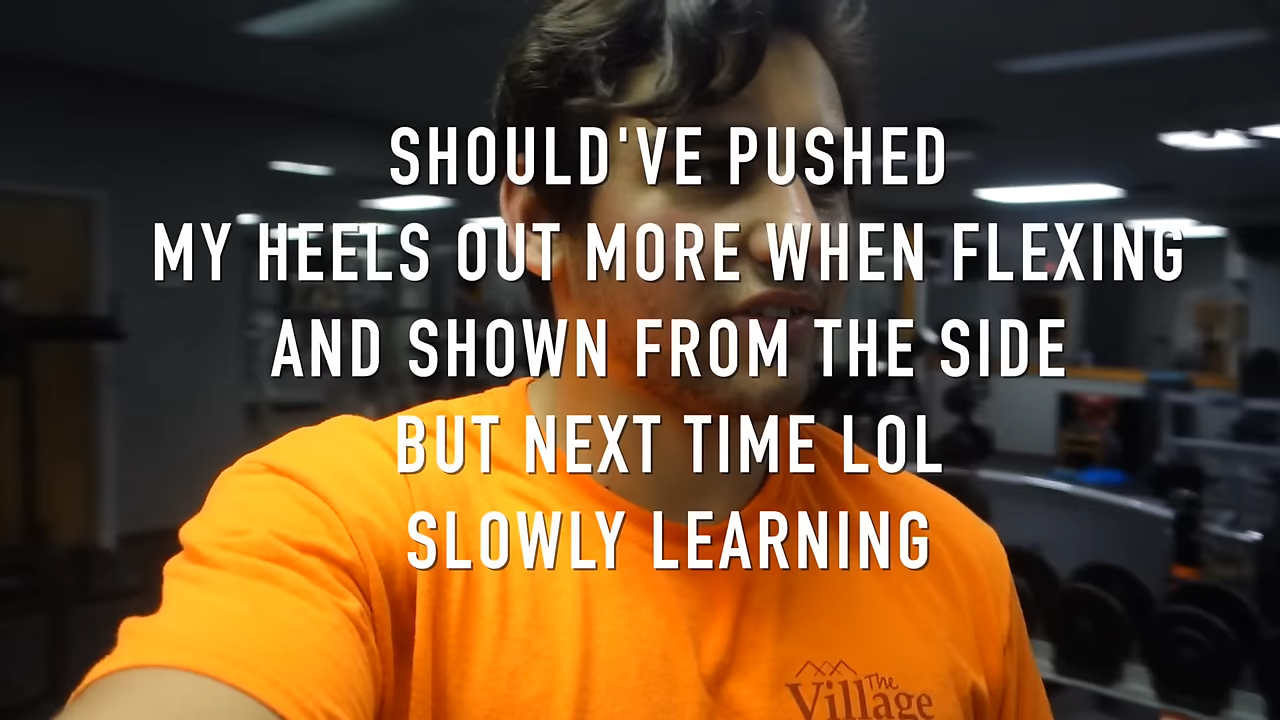 SHOULD'VE PUSHED
MY HEELS OUT MORE WHEN FLEXING
AND SHOWN FROM THE SIDE
BUT NEXT TIME LOL
SLOWLY LEARNING
The
Village